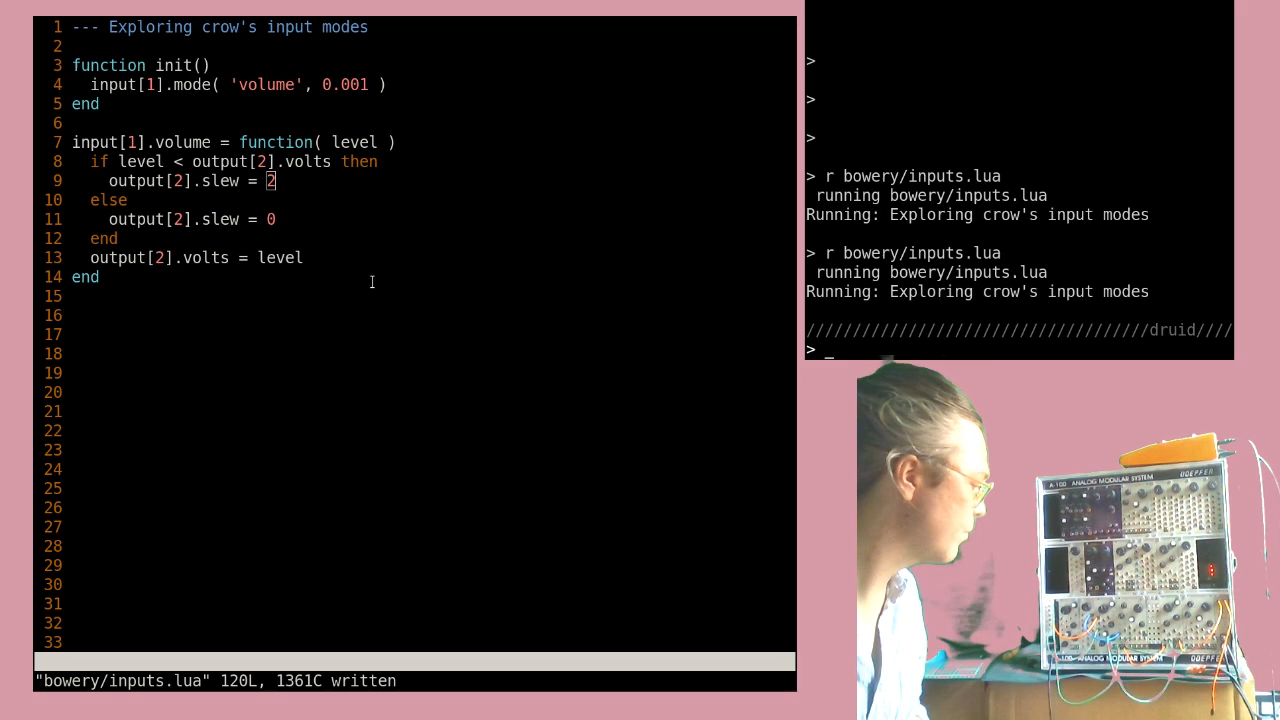 1 --- Exploring crow's input modes
2
3 function init()
4 input[1].mode( 'volume', 0.001 )
5 end
6
7 input[1].volume = function( level )
8 if level < output[2].volts then
9 output[2].slew = 2
10 else
11 output[2].slew = 0
12 end
13 output[2].volts = level
14 end
15
16
17
18
19
20
21
22
23
24
25
26
27
28
29
30
31
32
33
"bowery/inputs.lua" 120L, 1361C written
>
>
>
> r bowery/inputs.lua
running bowery/inputs.lua
Running: Exploring crow's input modes
> r bowery/inputs.lua
running bowery/inputs.lua
Running: Exploring crow's input modes
/////////////////////////////////////druid////
> _
A-100 ANALOG MODULAR SYSTEM DOEPFER
A-100 ANALOG MODULAR SYSTEM DOEPFER